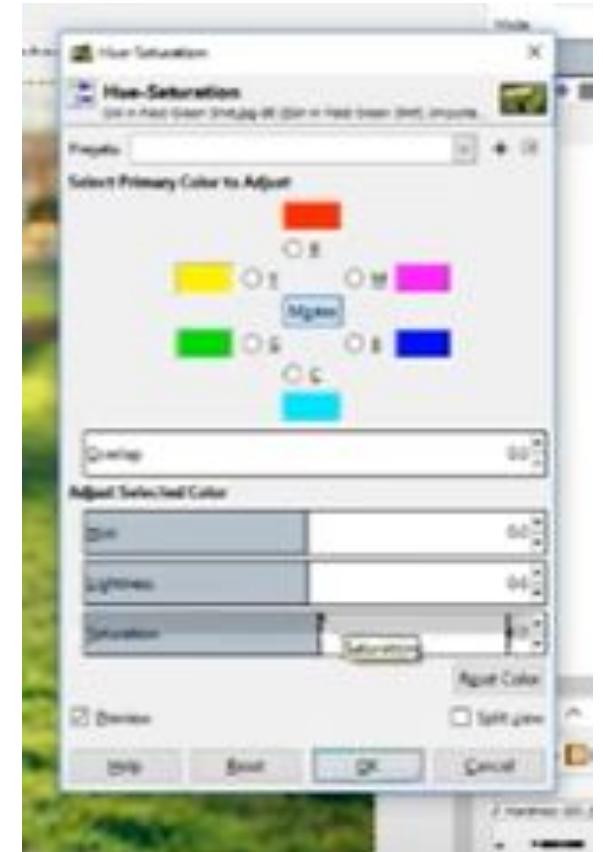 Mode
Hue-Saturation
Hue-Saturation
Presets:
Select Primary Color to Adjust
R
Y M
Master
G B
C
Overlap 0.0
Adjust Selected Color
Hue 0.0
Lightness 0.0
Saturation
Saturation
Reset Color
Preview Split view
Help Reset OK Cancel